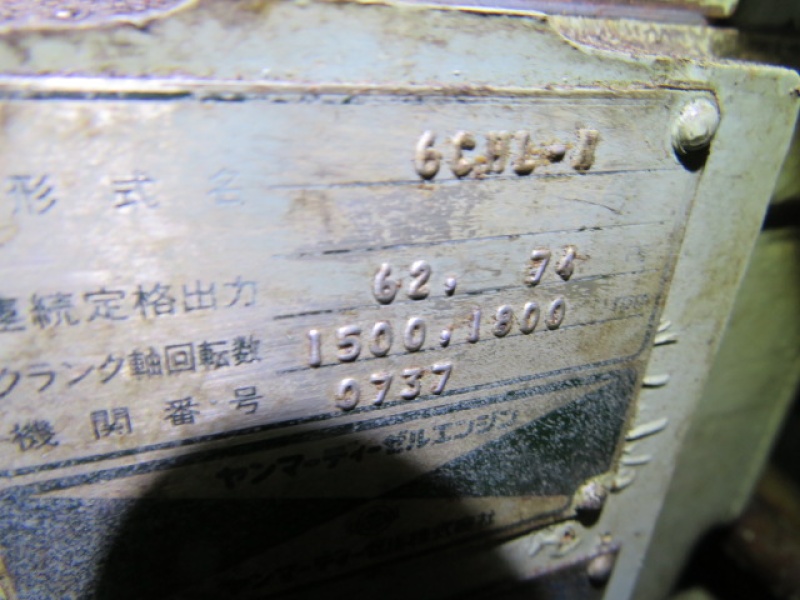 形式名 6CHL-N
連続定格出力 62, 74
クランク軸回転数 1500,1800
機関番号 0737
ヤンマーディーゼルエンジン